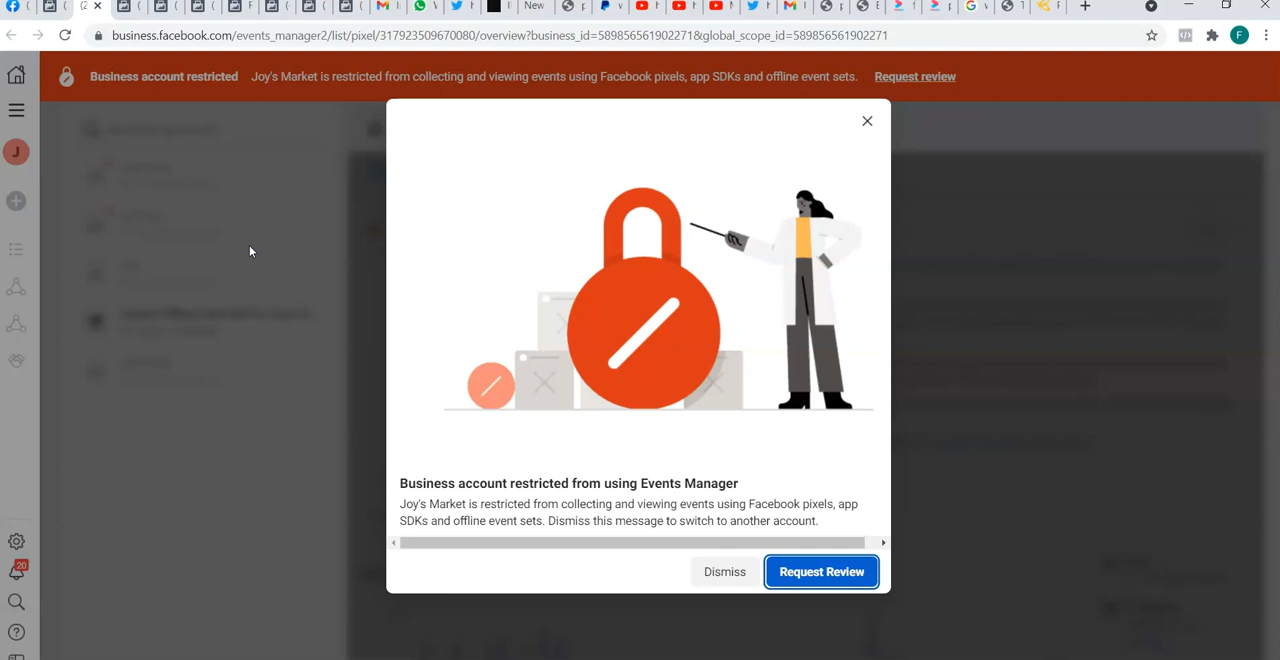 business.facebook.com/events_manager2/list/pixel/317923509670080/overview?business_id=589856561902271&global_scope_id=589856561902271
F
Business account restricted Joy's Market is restricted from collecting and viewing events using Facebook pixels, app SDKs and offline event sets. Request review
J
Business account restricted from using Events Manager
Joy's Market is restricted from collecting and viewing events using Facebook pixels, app
SDKs and offline event sets. Dismiss this message to switch to another account.
Dismiss Request Review
20